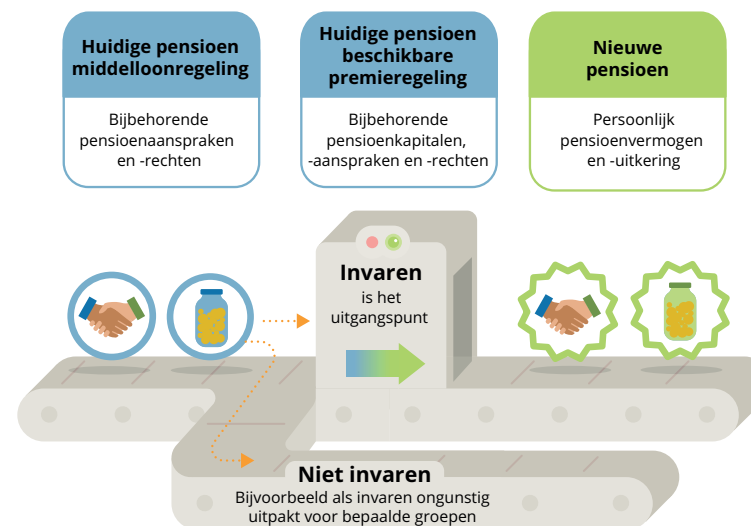 Huidige pensioen
middelloonregeling
Bijbehorende
pensioenaanspraken
en -rechten
Huidige pensioen
beschikbare
premieregeling
Bijbehorende
pensioenkapitalen,
-aanspraken en -rechten
Nieuwe
pensioen
Persoonlijk
pensioenvermogen
en -uitkering
Invaren
is het
uitgangspunt
Niet invaren
Bijvoorbeeld als invaren ongunstig
uitpakt voor bepaalde groepen